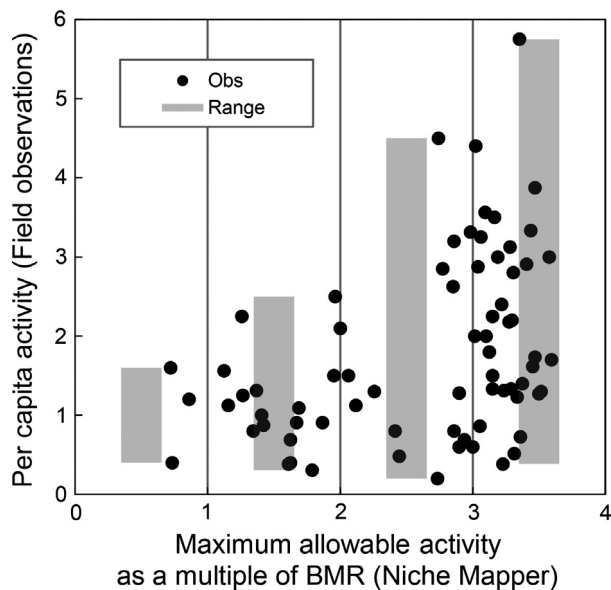 6
5
4
3
2
1
0
Obs
Range
Per capita activity (Field observations)
1
2
3
4
Maximum allowable activity
as a multiple of BMR (Niche Mapper)